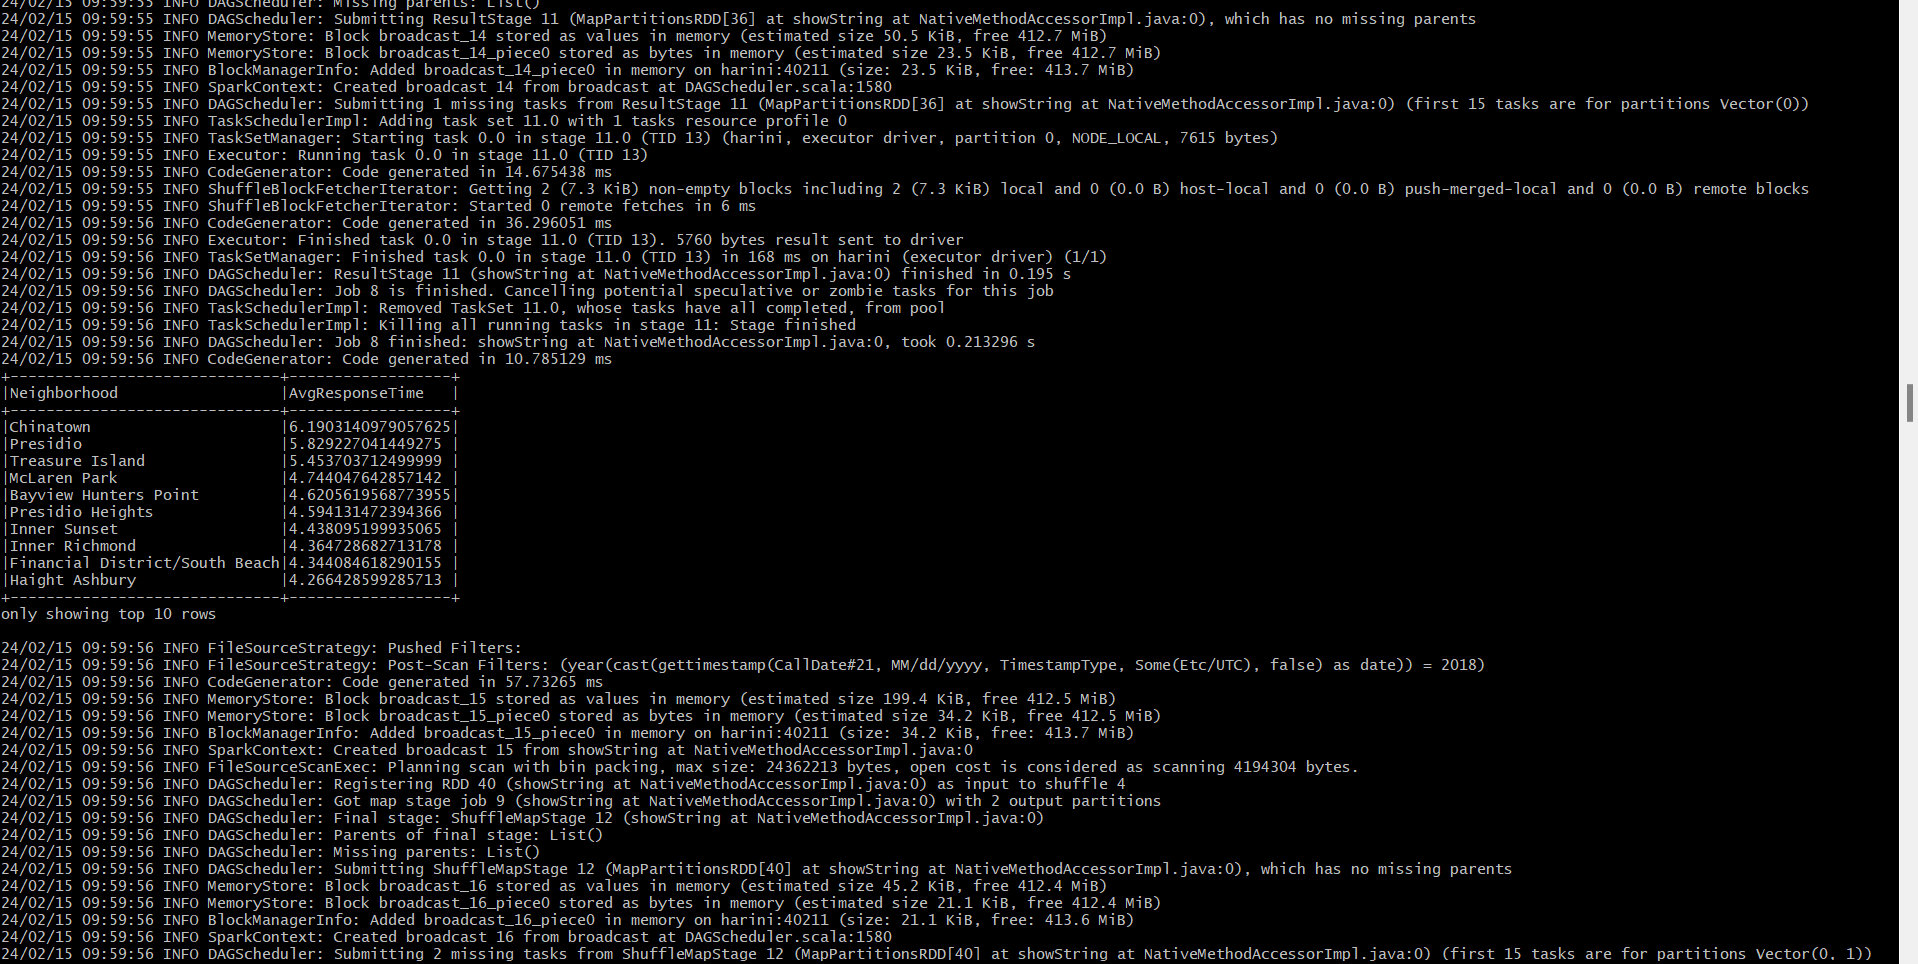 24/02/15 09:59:55 INFO DAGScheduler: Missing parents: List()
24/02/15 09:59:55 INFO DAGScheduler: Submitting ResultStage 11 (MapPartitionsRDD[36] at showString at NativeMethodAccessorImpl.java:0), which has no missing parents
24/02/15 09:59:55 INFO MemoryStore: Block broadcast_14 stored as values in memory (estimated size 50.5 KiB, free 412.7 MiB)
24/02/15 09:59:55 INFO MemoryStore: Block broadcast_14_piece0 stored as bytes in memory (estimated size 23.5 KiB, free 412.7 MiB)
24/02/15 09:59:55 INFO BlockManagerInfo: Added broadcast_14_piece0 in memory on harini:40211 (size: 23.5 KiB, free: 413.7 MiB)
24/02/15 09:59:55 INFO SparkContext: Created broadcast 14 from broadcast at DAGScheduler.scala:1580
24/02/15 09:59:55 INFO DAGScheduler: Submitting 1 missing tasks from ResultStage 11 (MapPartitionsRDD[36] at showString at NativeMethodAccessorImpl.java:0) (first 15 tasks are for partitions Vector(0))
24/02/15 09:59:55 INFO TaskSchedulerImpl: Adding task set 11.0 with 1 tasks resource profile 0
24/02/15 09:59:55 INFO TaskSetManager: Starting task 0.0 in stage 11.0 (TID 13) (harini, executor driver, partition 0, NODE_LOCAL, 7615 bytes)
24/02/15 09:59:55 INFO Executor: Running task 0.0 in stage 11.0 (TID 13)
24/02/15 09:59:55 INFO CodeGenerator: Code generated in 14.675438 ms
24/02/15 09:59:55 INFO ShuffleBlockFetcherIterator: Getting 2 (7.3 KiB) non-empty blocks including 2 (7.3 KiB) local and 0 (0.0 B) host-local and 0 (0.0 B) push-merged-local and 0 (0.0 B) remote blocks
24/02/15 09:59:55 INFO ShuffleBlockFetcherIterator: Started 0 remote fetches in 6 ms
24/02/15 09:59:56 INFO CodeGenerator: Code generated in 36.296051 ms
24/02/15 09:59:56 INFO Executor: Finished task 0.0 in stage 11.0 (TID 13). 5760 bytes result sent to driver
24/02/15 09:59:56 INFO TaskSetManager: Finished task 0.0 in stage 11.0 (TID 13) in 168 ms on harini (executor driver) (1/1)
24/02/15 09:59:56 INFO DAGScheduler: ResultStage 11 (showString at NativeMethodAccessorImpl.java:0) finished in 0.195 s
24/02/15 09:59:56 INFO DAGScheduler: Job 8 is finished. Cancelling potential speculative or zombie tasks for this job
24/02/15 09:59:56 INFO TaskSchedulerImpl: Removed TaskSet 11.0, whose tasks have all completed, from pool
24/02/15 09:59:56 INFO TaskSchedulerImpl: Killing all running tasks in stage 11: Stage finished
24/02/15 09:59:56 INFO DAGScheduler: Job 8 finished: showString at NativeMethodAccessorImpl.java:0, took 0.213296 s
24/02/15 09:59:56 INFO CodeGenerator: Code generated in 10.785129 ms
+------------------------------+------------------+
|Neighborhood                  |AvgResponseTime   |
+------------------------------+------------------+
|Chinatown                     |6.1903140979057625|
|Presidio                      |5.829227041449275 |
|Treasure Island               |5.453703712499999 |
|McLaren Park                  |4.744047642857142 |
|Bayview Hunters Point         |4.6205619568773955|
|Presidio Heights              |4.594131472394366 |
|Inner Sunset                  |4.438095199935065 |
|Inner Richmond                |4.364728682713178 |
|Financial District/South Beach|4.344084618290155 |
|Haight Ashbury                |4.266428599285713 |
+------------------------------+------------------+
only showing top 10 rows
24/02/15 09:59:56 INFO FileSourceStrategy: Pushed Filters:
24/02/15 09:59:56 INFO FileSourceStrategy: Post-Scan Filters: (year(cast(gettimestamp(CallDate#21, MM/dd/yyyy, TimestampType, Some(Etc/UTC), false) as date)) = 2018)
24/02/15 09:59:56 INFO CodeGenerator: Code generated in 57.73265 ms
24/02/15 09:59:56 INFO MemoryStore: Block broadcast_15 stored as values in memory (estimated size 199.4 KiB, free 412.5 MiB)
24/02/15 09:59:56 INFO MemoryStore: Block broadcast_15_piece0 stored as bytes in memory (estimated size 34.2 KiB, free 412.5 MiB)
24/02/15 09:59:56 INFO BlockManagerInfo: Added broadcast_15_piece0 in memory on harini:40211 (size: 34.2 KiB, free: 413.7 MiB)
24/02/15 09:59:56 INFO SparkContext: Created broadcast 15 from showString at NativeMethodAccessorImpl.java:0
24/02/15 09:59:56 INFO FileSourceScanExec: Planning scan with bin packing, max size: 24362213 bytes, open cost is considered as scanning 4194304 bytes.
24/02/15 09:59:56 INFO DAGScheduler: Registering RDD 40 (showString at NativeMethodAccessorImpl.java:0) as input to shuffle 4
24/02/15 09:59:56 INFO DAGScheduler: Got map stage job 9 (showString at NativeMethodAccessorImpl.java:0) with 2 output partitions
24/02/15 09:59:56 INFO DAGScheduler: Final stage: ShuffleMapStage 12 (showString at NativeMethodAccessorImpl.java:0)
24/02/15 09:59:56 INFO DAGScheduler: Parents of final stage: List()
24/02/15 09:59:56 INFO DAGScheduler: Missing parents: List()
24/02/15 09:59:56 INFO DAGScheduler: Submitting ShuffleMapStage 12 (MapPartitionsRDD[40] at showString at NativeMethodAccessorImpl.java:0), which has no missing parents
24/02/15 09:59:56 INFO MemoryStore: Block broadcast_16 stored as values in memory (estimated size 45.2 KiB, free 412.4 MiB)
24/02/15 09:59:56 INFO MemoryStore: Block broadcast_16_piece0 stored as bytes in memory (estimated size 21.1 KiB, free 412.4 MiB)
24/02/15 09:59:56 INFO BlockManagerInfo: Added broadcast_16_piece0 in memory on harini:40211 (size: 21.1 KiB, free: 413.6 MiB)
24/02/15 09:59:56 INFO SparkContext: Created broadcast 16 from broadcast at DAGScheduler.scala:1580
24/02/15 09:59:56 INFO DAGScheduler: Submitting 2 missing tasks from ShuffleMapStage 12 (MapPartitionsRDD[40] at showString at NativeMethodAccessorImpl.java:0) (first 15 tasks are for partitions Vector(0, 1))